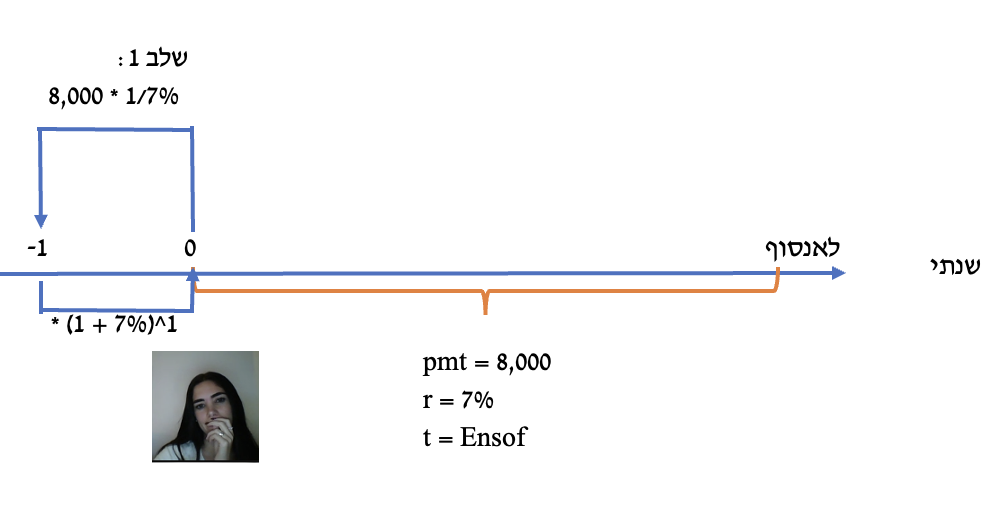 שלב 1 :
8,000 * 1/7%
-1
0
לאנסוף
שנתי
* (1 + 7%)^1
pmt = 8,000
r = 7%
t = Ensof